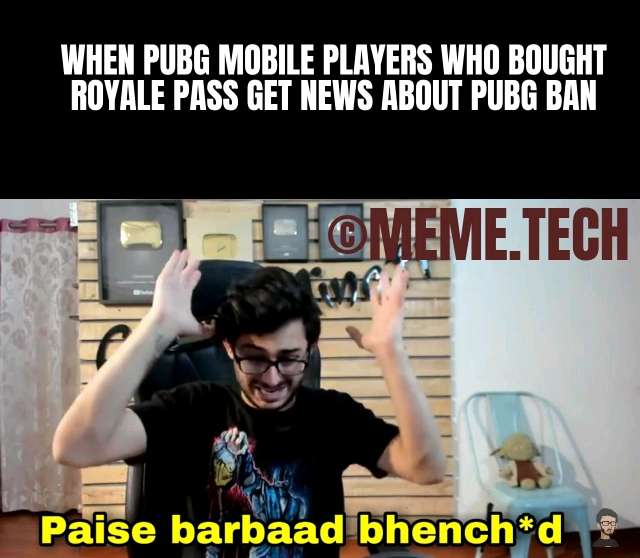 WHEN PUBG MOBILE PLAYERS WHO BOUGHT
ROYALE PASS GET NEWS ABOUT PUBG BAN
©MEME.TECH
Paise barbaad bhench*d